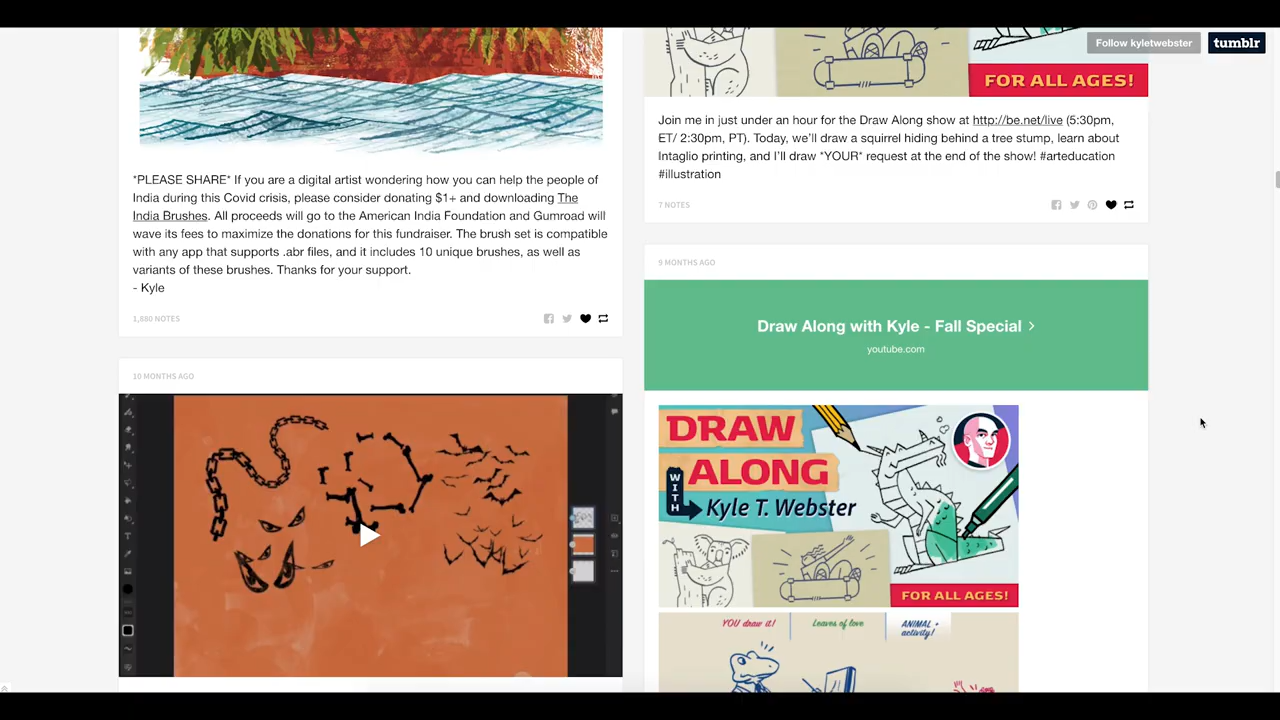 Follow kyletwebster
tumblr
*PLEASE SHARE* If you are a digital artist wondering how you can help the people of
India during this Covid crisis, please consider donating $1+ and downloading The
India Brushes. All proceeds will go to the American India Foundation and Gumroad will
wave its fees to maximize the donations for this fundraiser. The brush set is compatible
with any app that supports .abr files, and it includes 10 unique brushes, as well as
variants of these brushes. Thanks for your support.
- Kyle
1,880 NOTES
10 MONTHS AGO
FOR ALL AGES!
Join me in just under an hour for the Draw Along show at http://be.net/live (5:30pm,
ET/ 2:30pm, PT). Today, we'll draw a squirrel hiding behind a tree stump, learn about
Intaglio printing, and I'll draw *YOUR* request at the end of the show! #arteducation
#illustration
7 NOTES
9 MONTHS AGO
Draw Along with Kyle - Fall Special
youtube.com
DRAW
ALONG
WITH
Kyle T. Webster
FOR ALL AGES!
YOU draw it!
Leaves of love
ANIMAL +
activity!